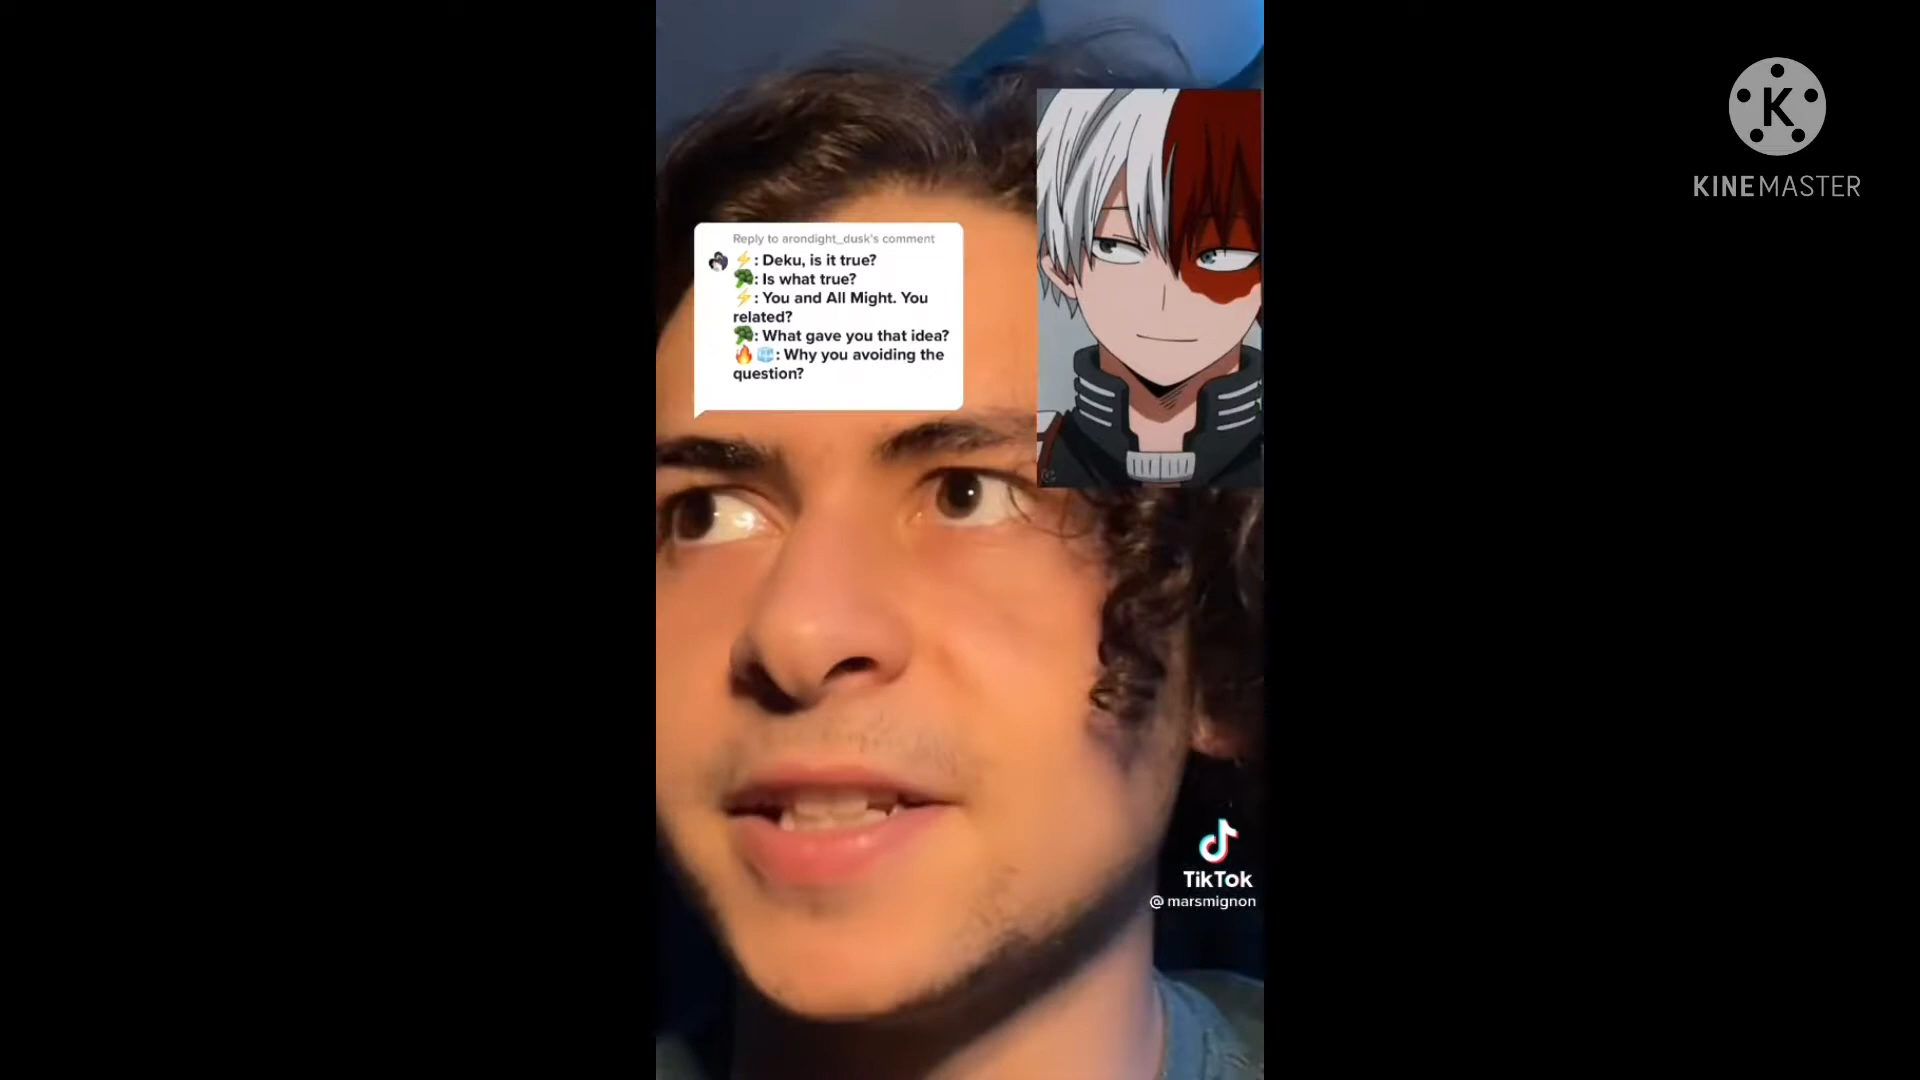 Reply to arondight_dusk's comment
⚡: Deku, is it true?
🥦: Is what true?
⚡: You and All Might. You
related?
🥦: What gave you that idea?
🔥🧊: Why you avoiding the
question?
K
KINEMASTER
TikTok
@marsmignon